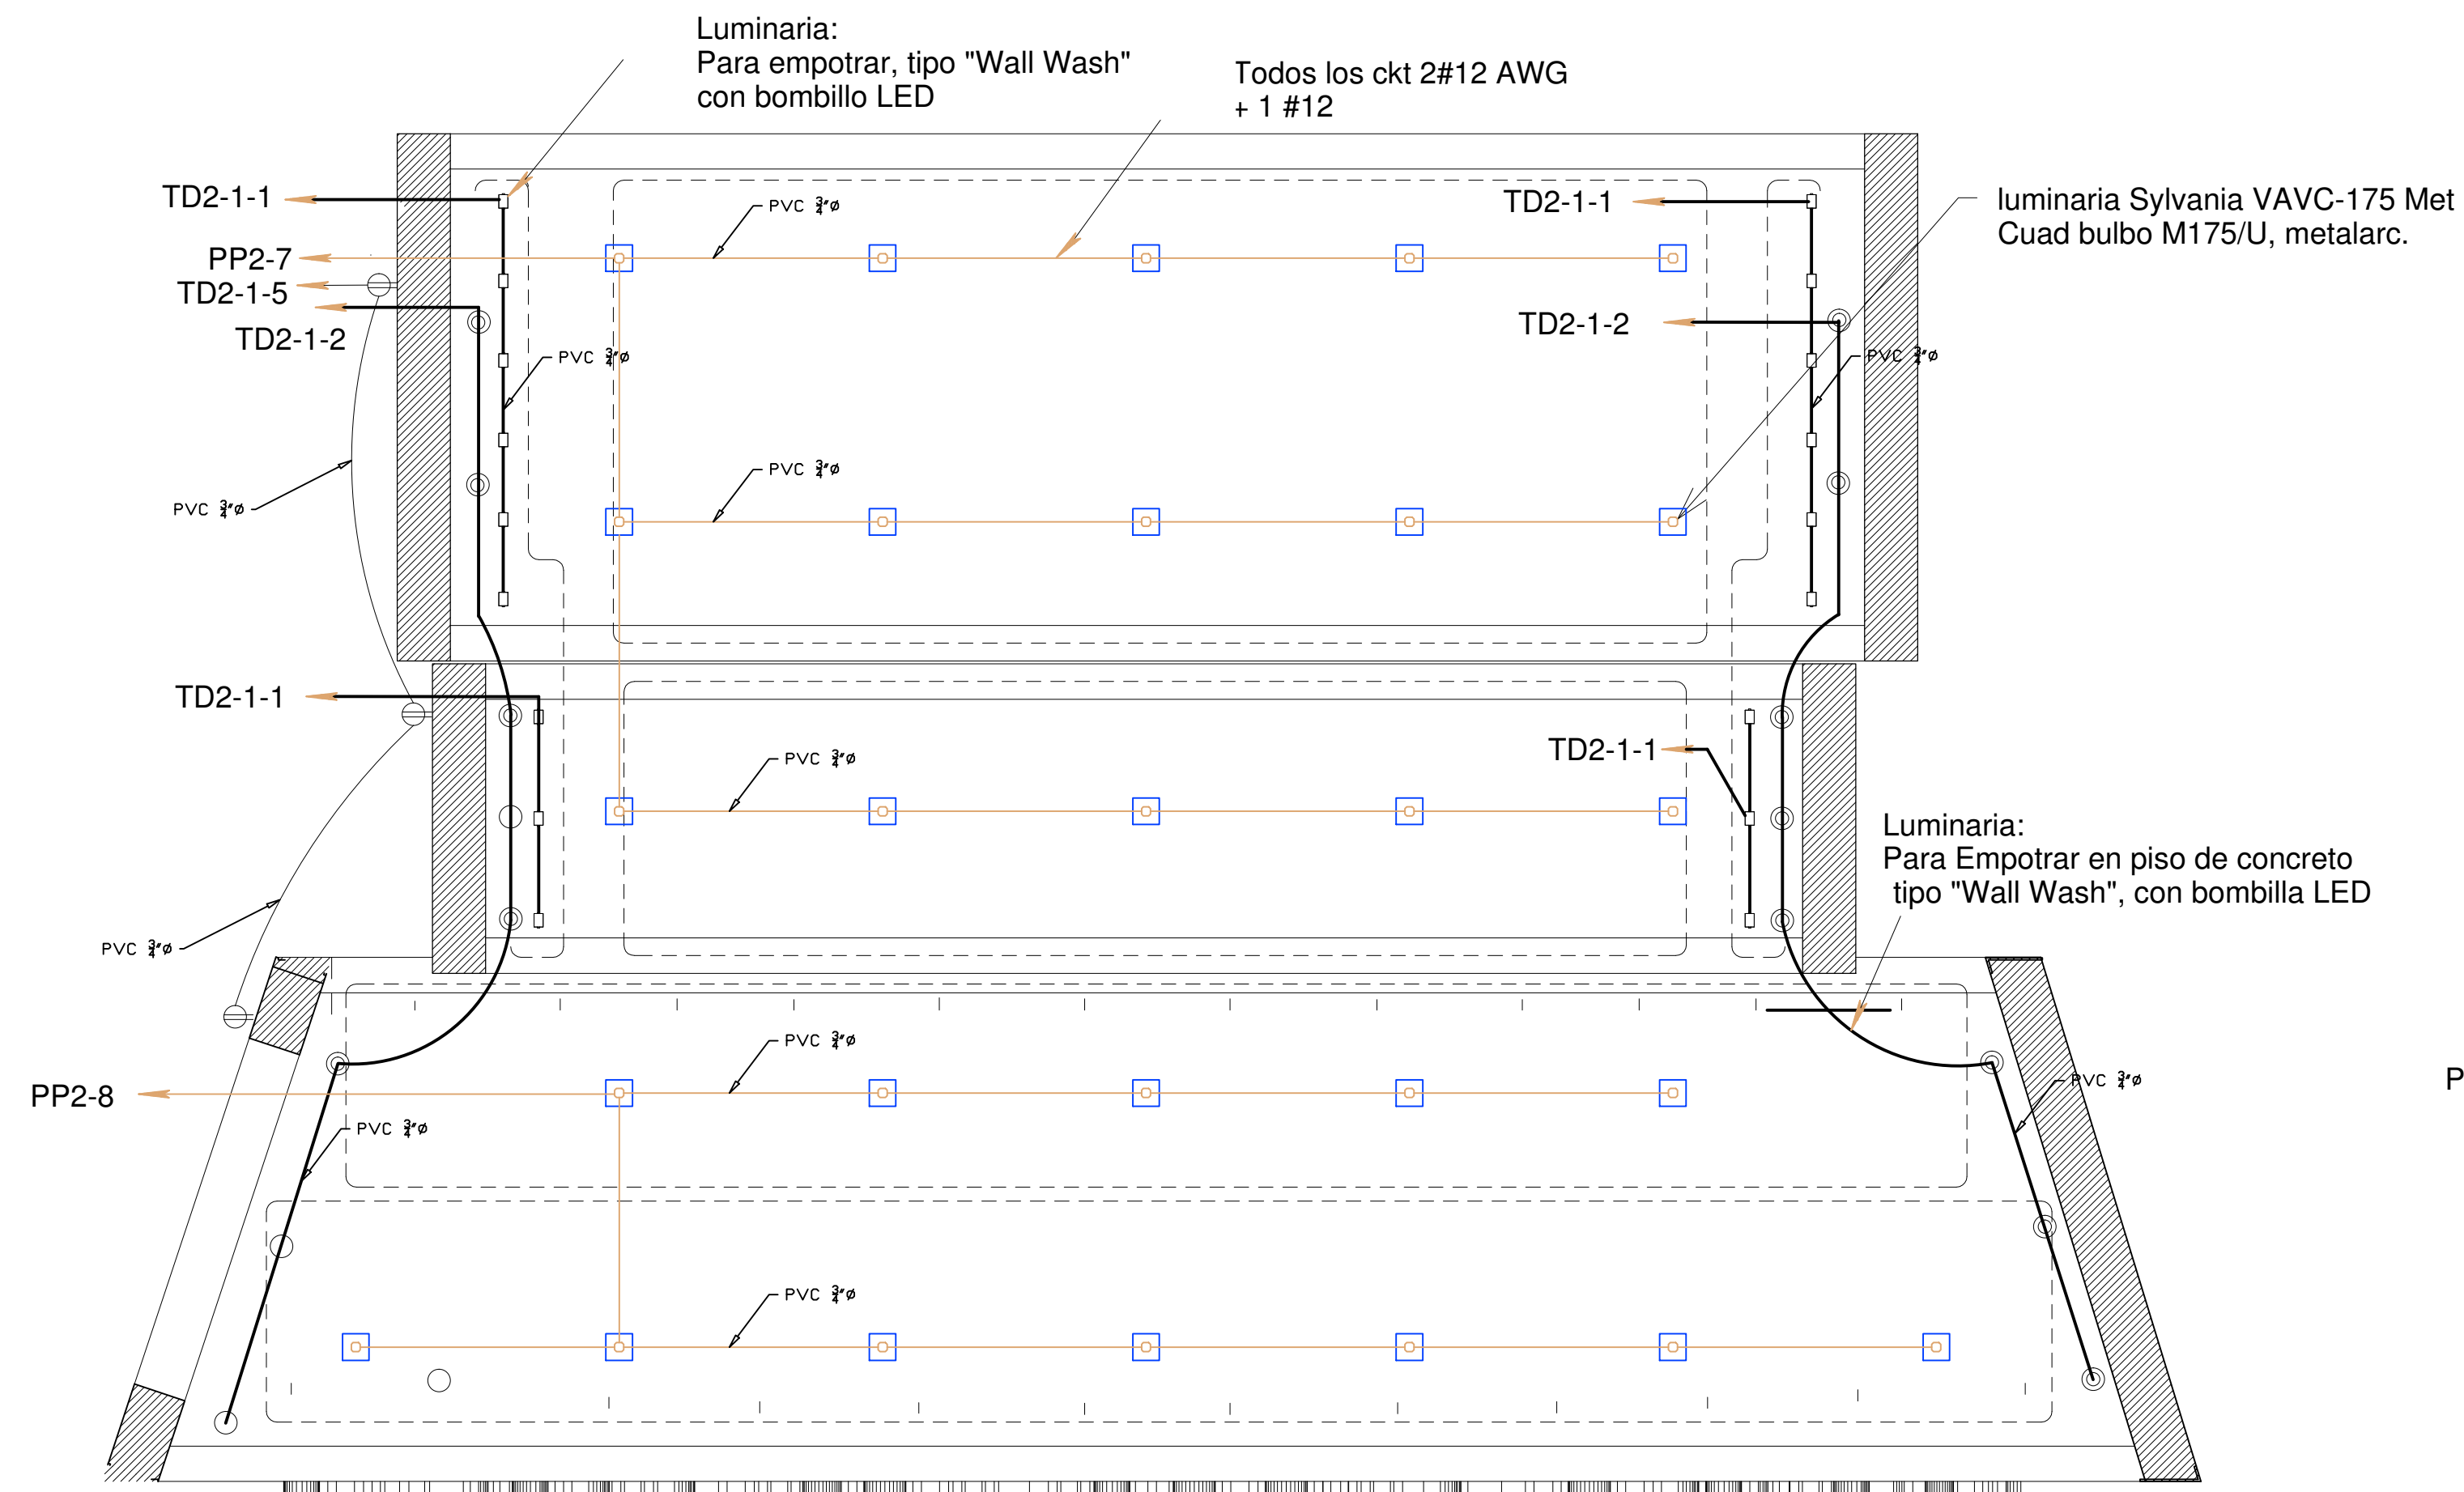 Luminaria:
Para empotrar, tipo "Wall Wash"
con bombillo LED
Todos los ckt 2#12 AWG
+ 1 #12
TD2-1-1
PVC 3/4"ø
TD2-1-1
luminaria Sylvania VAVC-175 Met
Cuad bulbo M175/U, metalarc.
PP2-7
TD2-1-5
TD2-1-2
TD2-1-2
PVC 3/4"ø
PVC 3/4"ø
PVC 3/4"ø
PVC 3/4"ø
TD2-1-1
TD2-1-1
PVC 3/4"ø
Luminaria:
Para Empotrar en piso de concreto
tipo "Wall Wash", con bombilla LED
PVC 3/4"ø
PVC 3/4"ø
PP2-8
PVC 3/4"ø
PVC 3/4"ø
P
PVC 3/4"ø